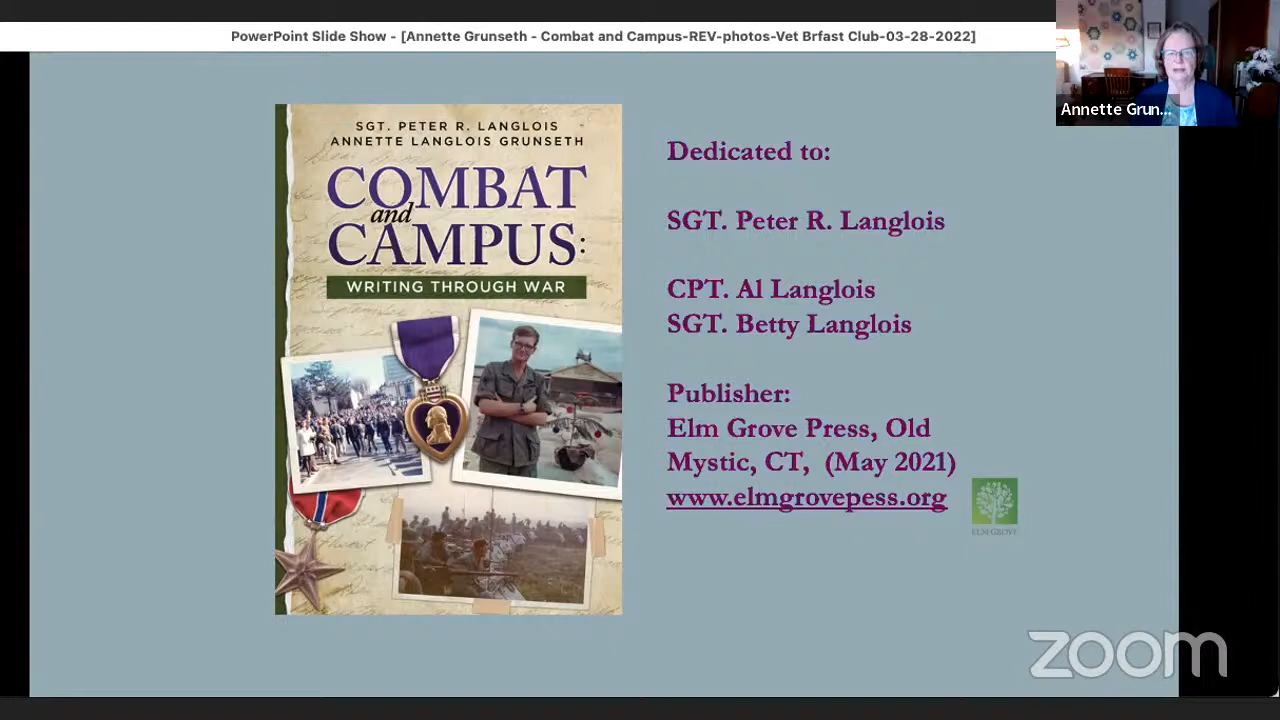 PowerPoint Slide Show - [Annette Grunseth - Combat and Campus-REV-photos-Vet Brfast Club-03-28-2022]
Annette Grun...
SGT. PETER R. LANGLOIS
ANNETTE LANGLOIS GRUNSETH
COMBAT
and
CAMPUS:
WRITING THROUGH WAR
Dedicated to:
SGT. Peter R. Langlois
CPT. Al Langlois
SGT. Betty Langlois
Publisher:
Elm Grove Press, Old
Mystic, CT, (May 2021)
www.elmgrovepess.org
ELM GROVE
zoom